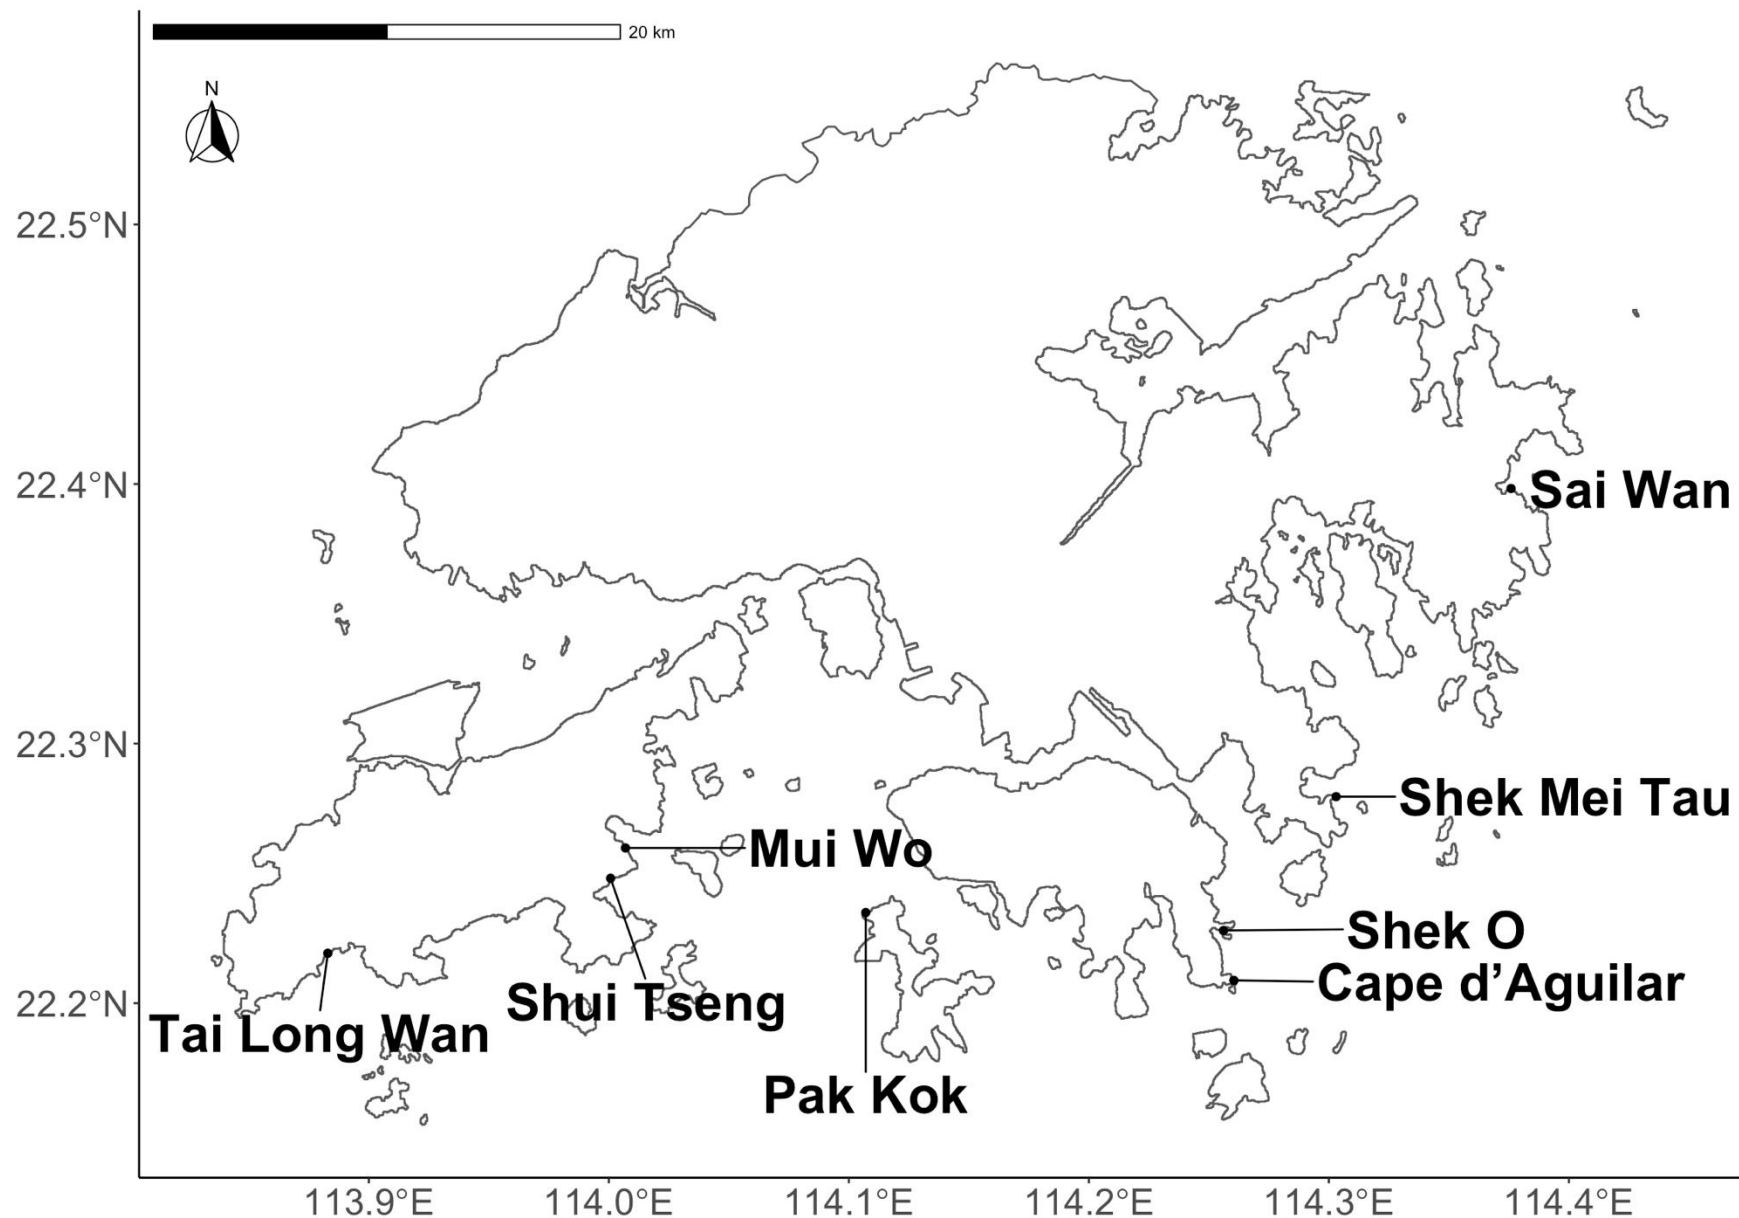 20 km
N
22.5°N
22.4°N
Sai Wan
22.3°N
Shek Mei Tau
Mui Wo
Shek O
Cape d’Aguilar
22.2°N
Shui Tseng
Tai Long Wan
Pak Kok
113.9°E
114.0°E
114.1°E
114.2°E
114.3°E
114.4°E